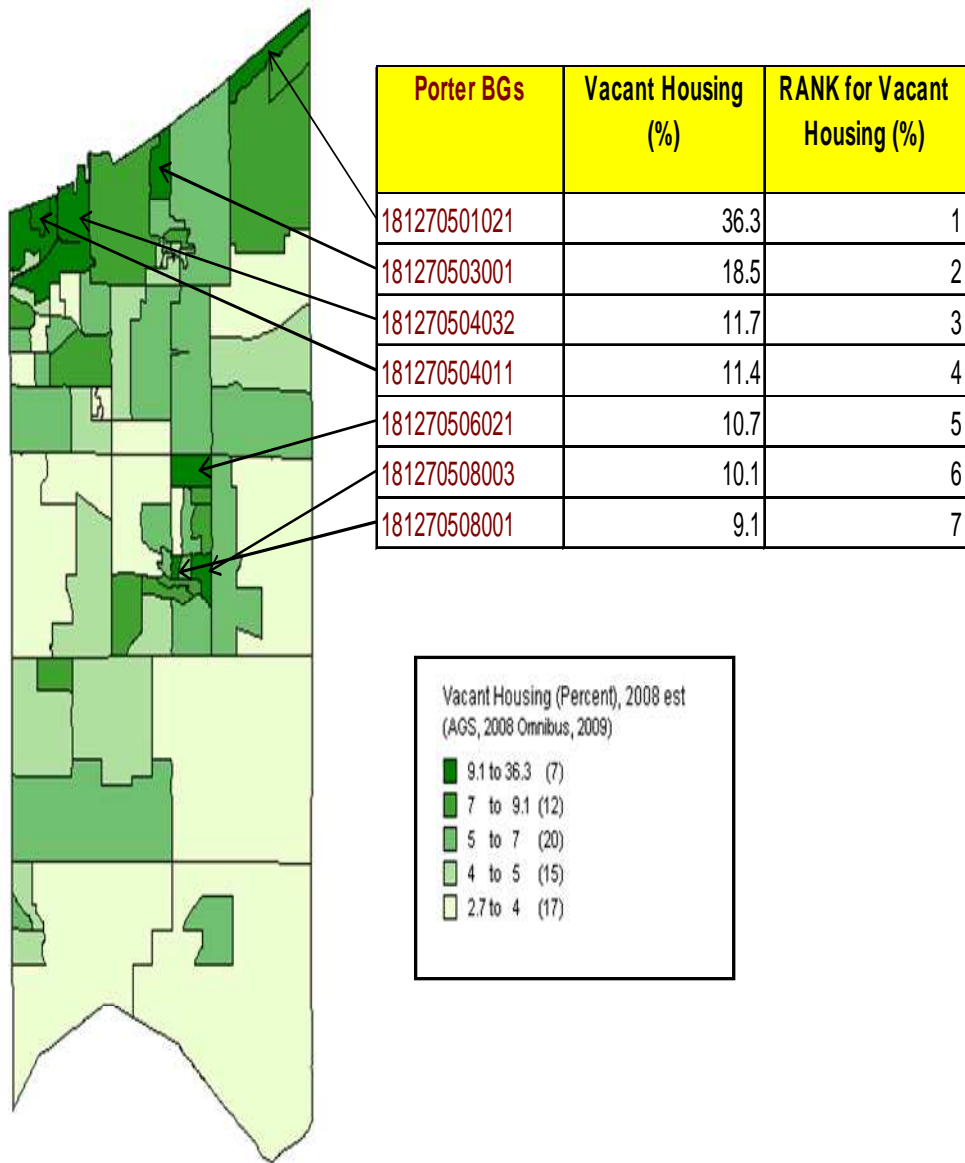 Porter BGs Vacant Housing (%) RANK for Vacant Housing (%)
181270501021 36.3 1
181270503001 18.5 2
181270504032 11.7 3
181270504011 11.4 4
181270506021 10.7 5
181270508003 10.1 6
181270508001 9.1 7
Vacant Housing (Percent), 2008 est
(AGS, 2008 Omnibus, 2009)
9.1 to 36.3 (7)
7 to 9.1 (12)
5 to 7 (20)
4 to 5 (15)
2.7 to 4 (17)